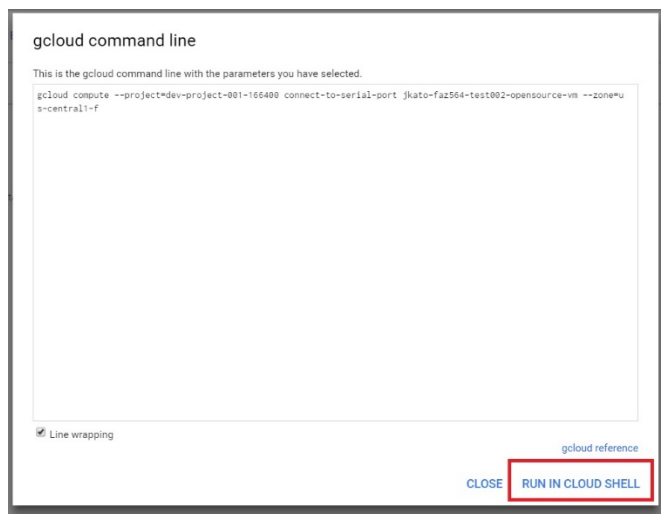 gcloud command line
This is the gcloud command line with the parameters you have selected.
gcloud compute --project=dev-project-001-166400 connect-to-serial-port jkato-faz564-test002-opensource-vm --zone=u
s-central1-f
Line wrapping
gcloud reference
CLOSE RUN IN CLOUD SHELL